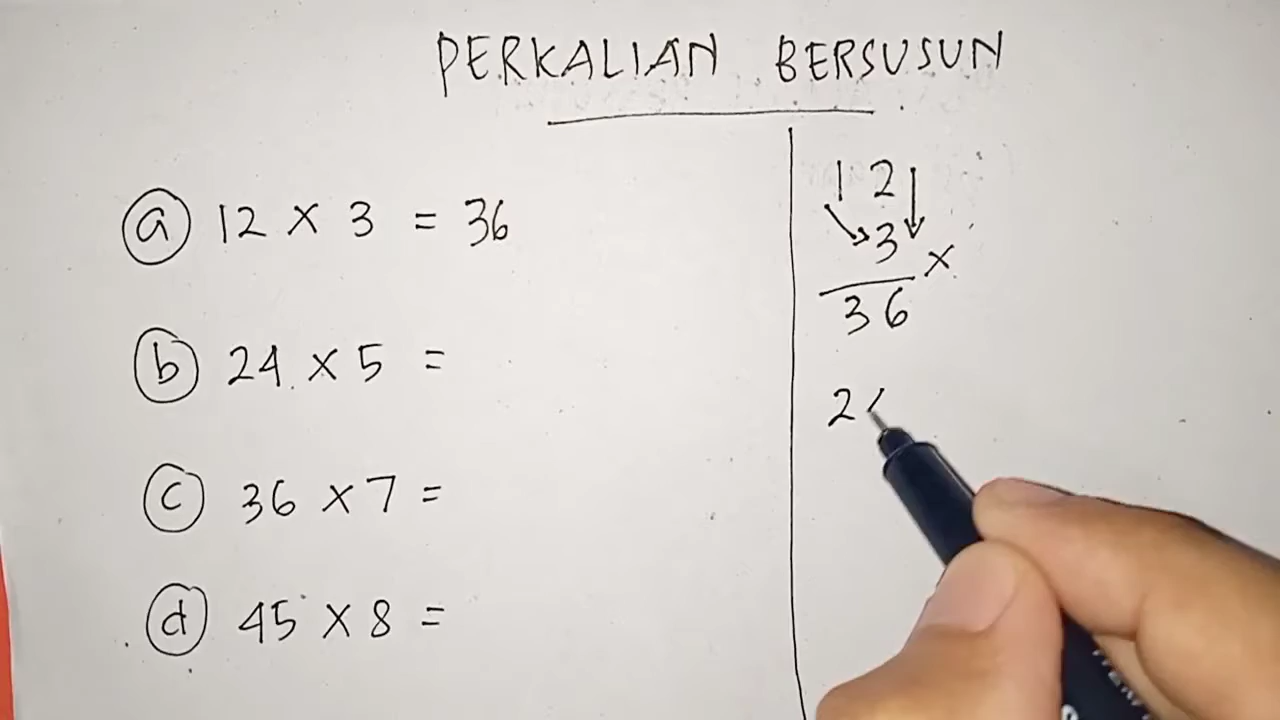 PERKALIAN BERSUSUN
a 12 x 3 = 36
b 24 x 5 =
c 36 x 7 =
d 45 x 8 =
12
3 x
36
2